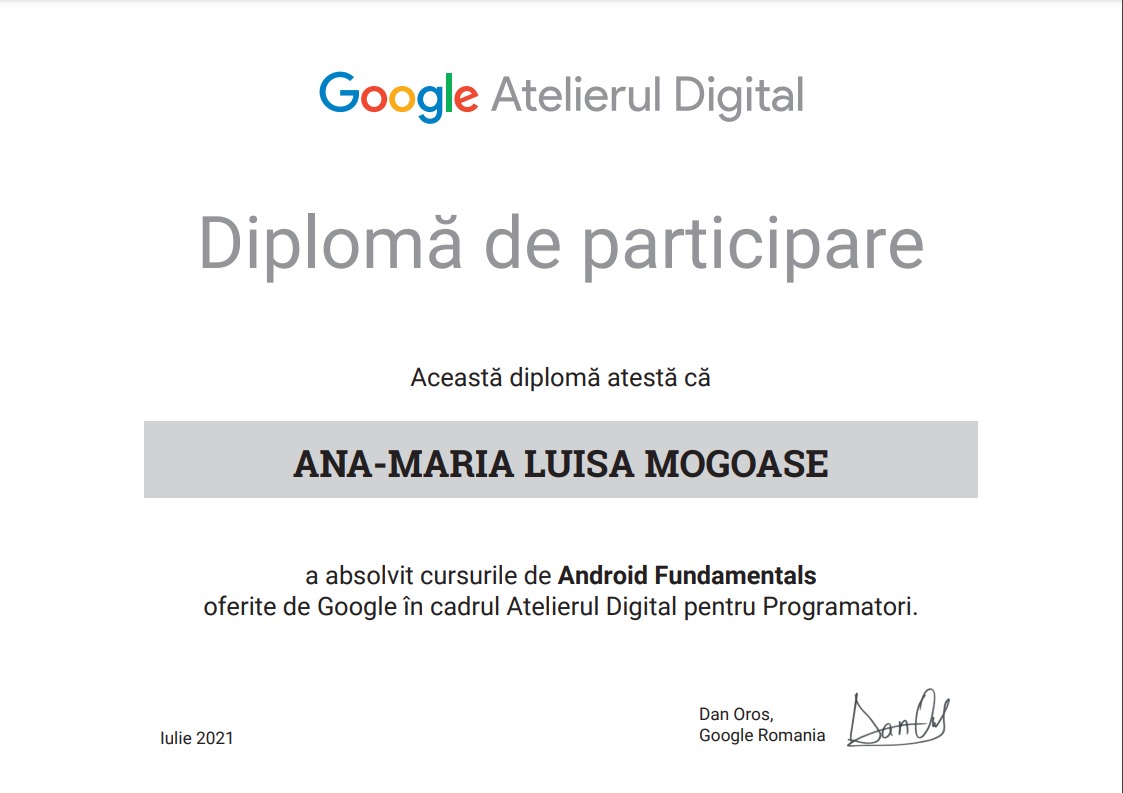 Google Atelierul Digital
Diplomă de participare
Această diplomă atestă că
ANA-MARIA LUISA MOGOASE
a absolvit cursurile de Android Fundamentals
oferite de Google în cadrul Atelierul Digital pentru Programatori.
Dan Oros,
Google Romania
Iulie 2021
DanOs